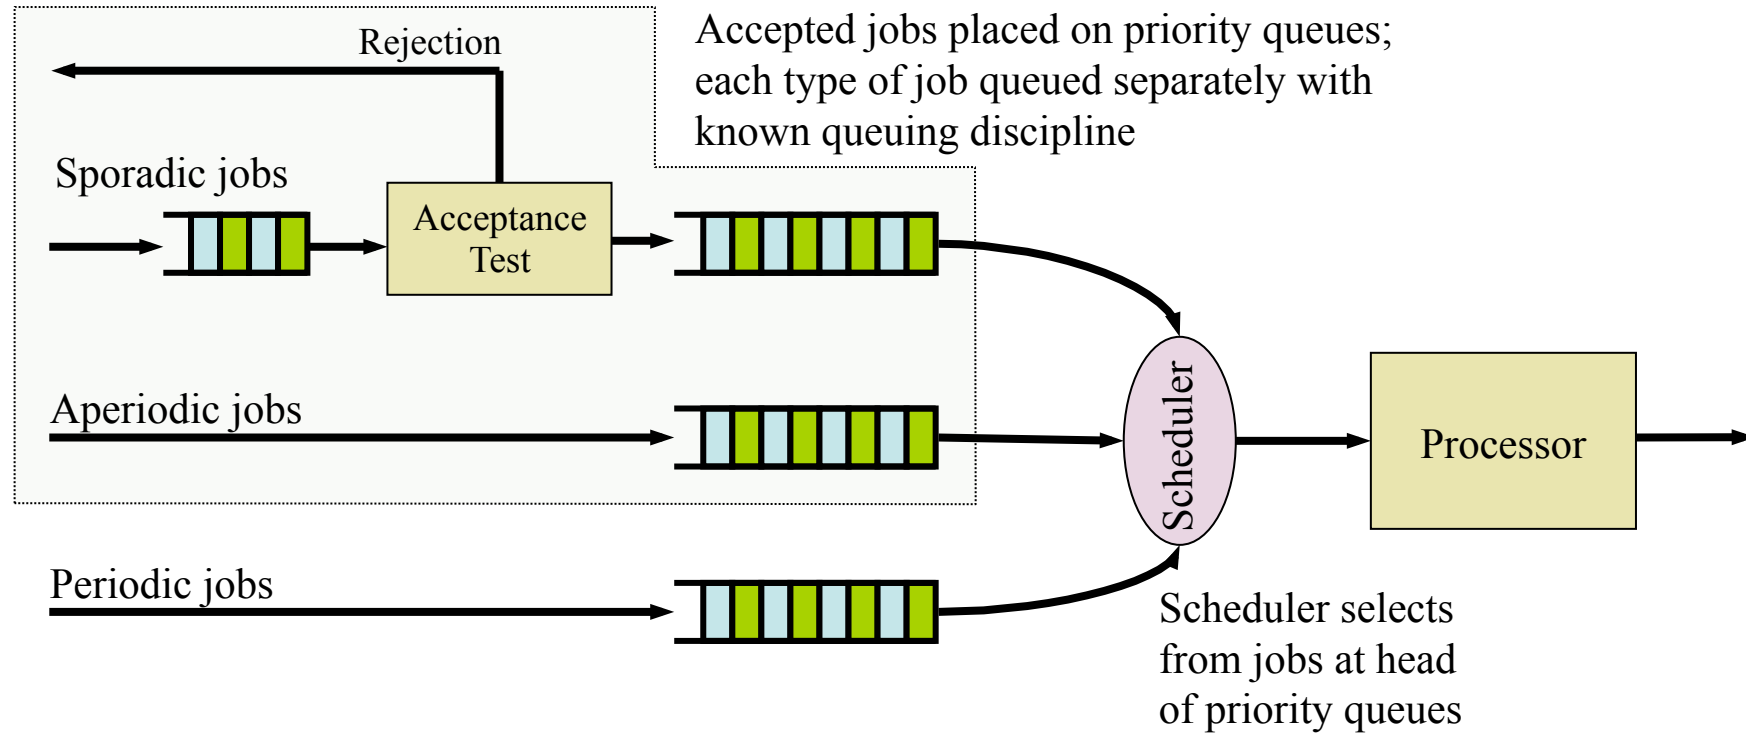 Rejection
Accepted jobs placed on priority queues;
each type of job queued separately with
known queuing discipline
Sporadic jobs
Acceptance
Test
Aperiodic jobs
Scheduler
Processor
Periodic jobs
Scheduler selects
from jobs at head
of priority queues